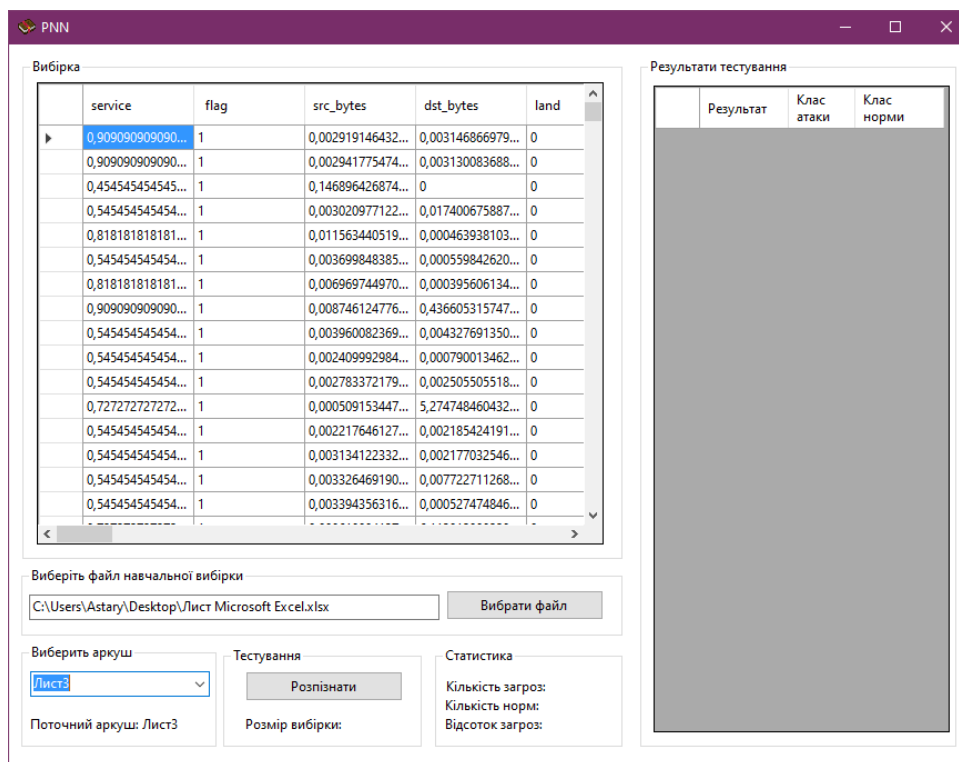 PNN
Вибірка
service flag src_bytes dst_bytes land
0,909090909090... 1 0,002919146432... 0,003146866979... 0
0,909090909090... 1 0,002941775474... 0,003130083688... 0
0,454545454545... 1 0,146896426874... 0 0
0,545454545454... 1 0,003020977122... 0,017400675887... 0
0,818181818181... 1 0,011563440519... 0,000463938103... 0
0,545454545454... 1 0,003699848385... 0,000559842620... 0
0,818181818181... 1 0,006969744970... 0,000395606134... 0
0,909090909090... 1 0,008746124776... 0,436605315747... 0
0,545454545454... 1 0,003960082369... 0,004327691350... 0
0,545454545454... 1 0,002409992984... 0,000790013462... 0
0,545454545454... 1 0,002783372179... 0,002505505518... 0
0,727272727272... 1 0,000509153447... 5,274748460432... 0
0,545454545454... 1 0,002217646127... 0,002185424191... 0
0,545454545454... 1 0,003134122332... 0,002177032546... 0
0,545454545454... 1 0,003326469190... 0,007722711268... 0
0,545454545454... 1 0,003394356316... 0,000527474846... 0
Результати тестування
Результат Клас атаки Клас норми
Виберіть файл навчальної вибірки
C:\Users\Astary\Desktop\Лист Microsoft Excel.xlsx
Вибрати файл
Виберить аркуш
Лист3
Поточний аркуш: Лист3
Тестування
Розпізнати
Розмір вибірки:
Статистика
Кількість загроз:
Кількість норм:
Відсоток загроз: